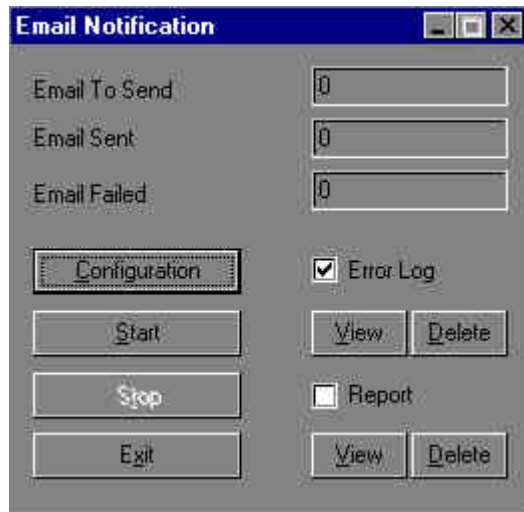 Email Notification
Email To Send 0
Email Sent 0
Email Failed 0
Configuration Error Log
Start View Delete
Stop Report
Exit View Delete